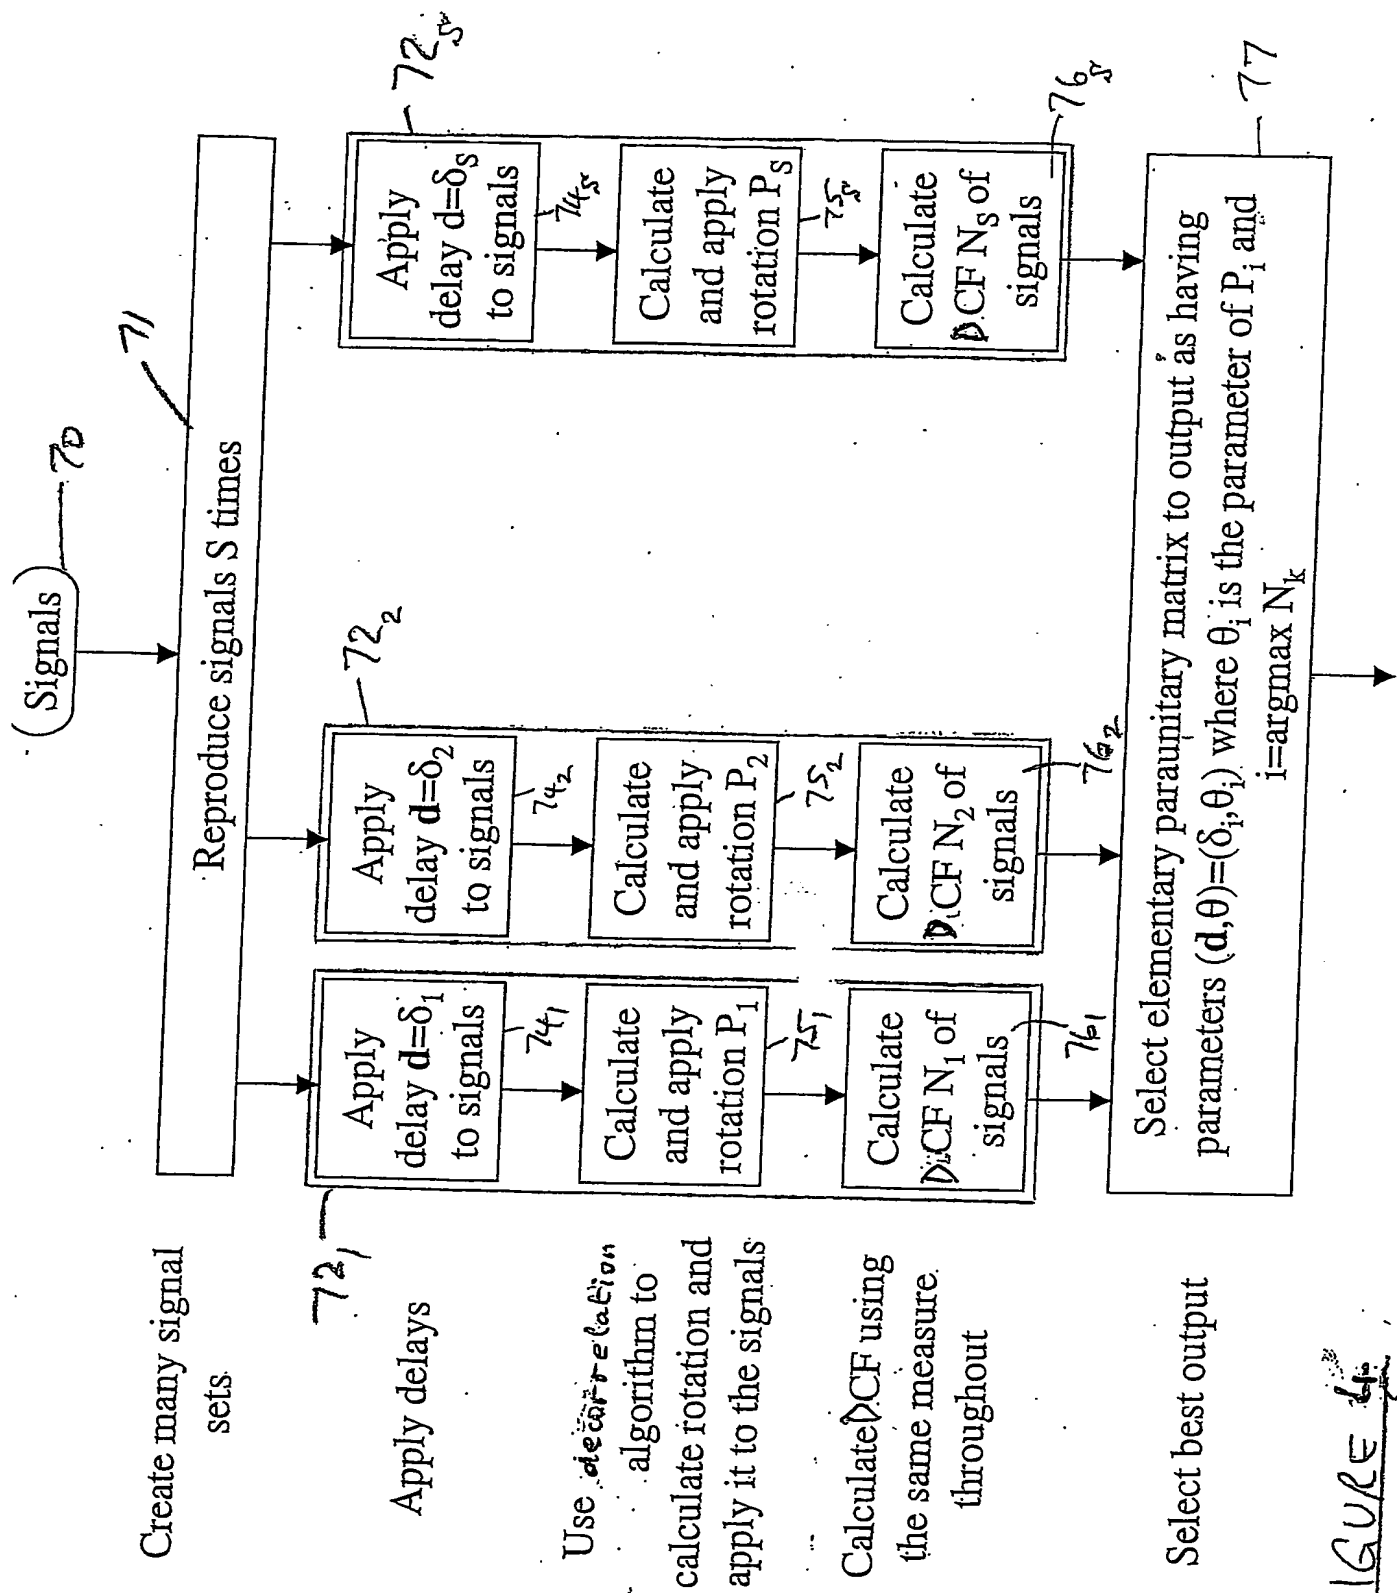 (Signals) 70
71
Reproduce signals S times
Create many signal
sets.
72₁
72₂
72ₛ
Apply
delay d=δ₁
to signals
74₁
Apply
delay d=δ₂
to signals
74₂
Apply
delay d=δₛ
to signals
74ₛ
Apply delays
Calculate
and apply
rotation P₁
75₁
Calculate
and apply
rotation P₂
75₂
Calculate
and apply
rotation Pₛ
75ₛ
Use decorrelation
algorithm to
calculate rotation and
apply it to the signals
Calculate
DCF N₁ of
signals
76₁
Calculate
DCF N₂ of
signals
76₂
Calculate
DCF Nₛ of
signals
76ₛ
Calculate DCF using
the same measure
throughout
Select elementary paraunitary matrix to output as having
parameters (d,θ)=(δᵢ,θᵢ) where θᵢ is the parameter of Pᵢ and
i=argmax Nₖ
77
Select best output
IGURE 4